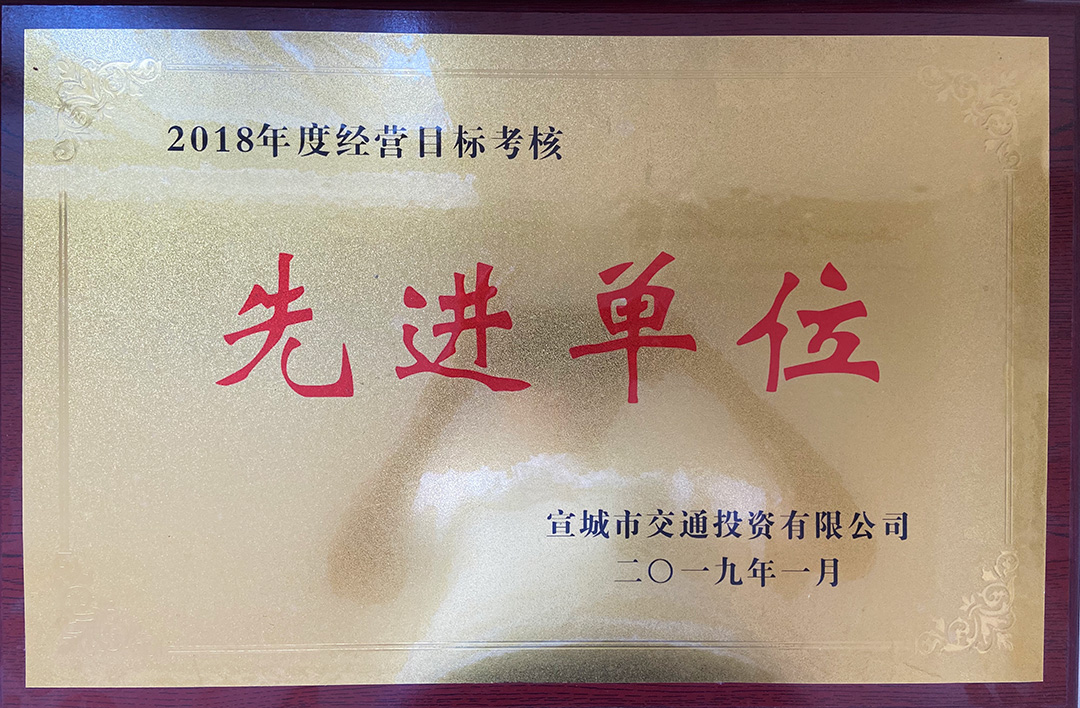 2018年度经营目标考核
先进单位
宣城市交通投资有限公司
二〇一九年一月